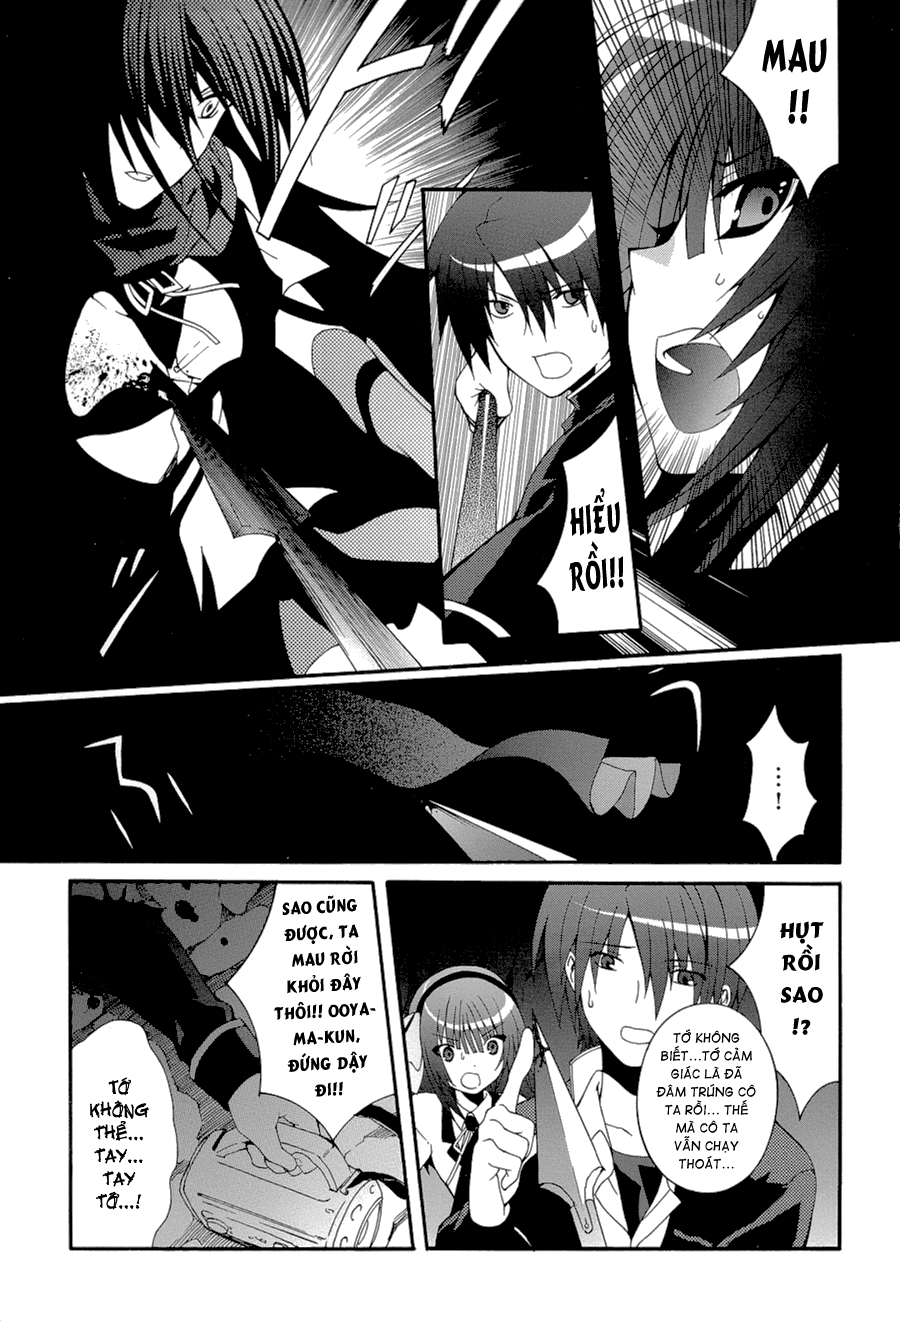 MAU
!!
HIỂU
RỒI!!
...!
HỤT
RỒI
SAO
!?
TỚ KHÔNG
BIẾT...TỚ CẢM
GIÁC LÀ ĐÃ
ĐÂM TRÚNG CÔ
TA RỒI... THẾ
MÀ CÔ TA
VẪN CHẠY
THOÁT...
SAO CŨNG
ĐƯỢC, TA
MAU RỜI
KHỎI ĐÂY
THÔI!! OOYA-
MA-KUN,
ĐỨNG DẬY
ĐI!!
TỚ
KHÔNG
THỂ...
TAY...
TAY
TỚ...!